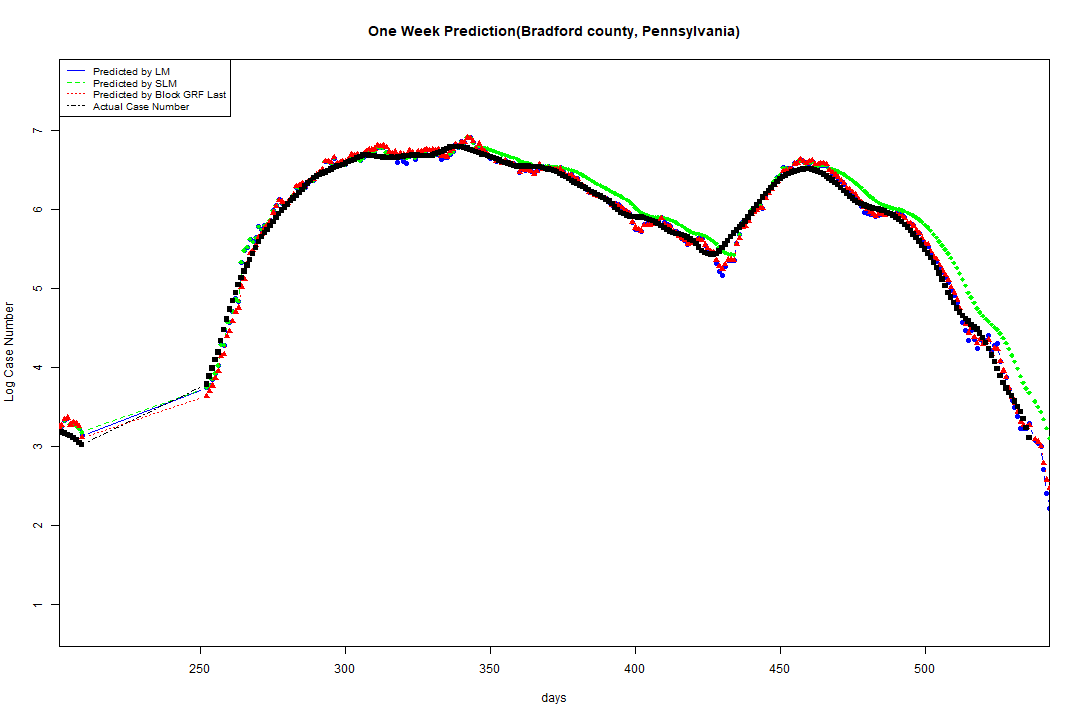 One Week Prediction(Bradford county, Pennsylvania)
Predicted by LM
Predicted by SLM
Predicted by Block GRF Last
Actual Case Number
7
6
5
4
3
2
1
Log Case Number
250 300 350 400 450 500
days